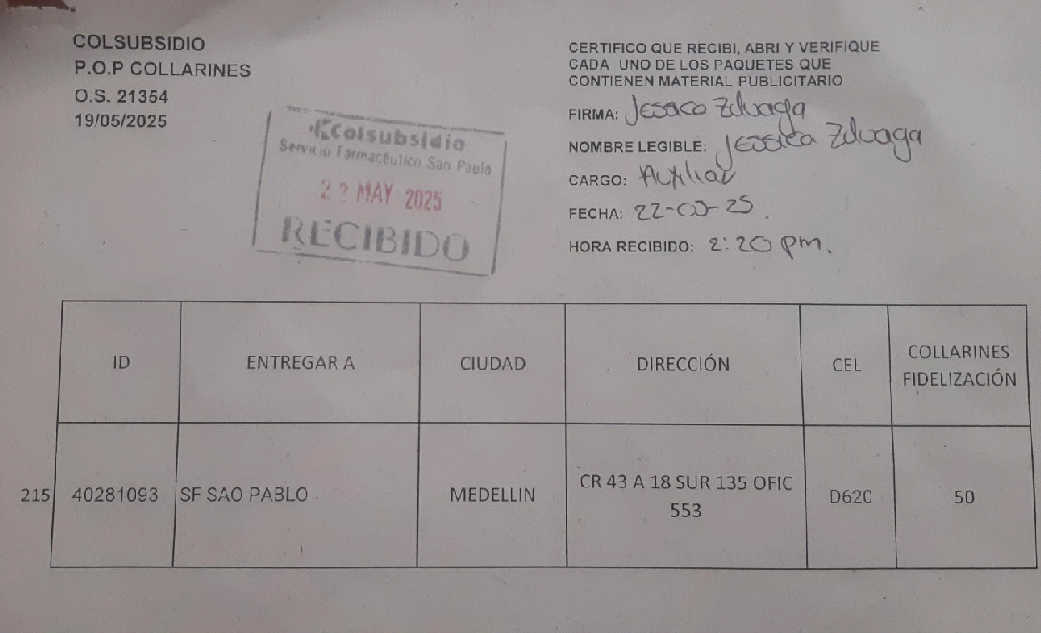 COLSUBSIDIO
P.O.P COLLARINES
O.S. 21354
19/05/2025
Colsubsidio
Servicio Farmacéutico Sao Paulo
22 MAY 2025
RECIBIDO
CERTIFICO QUE RECIBI, ABRI Y VERIFIQUE
CADA UNO DE LOS PAQUETES QUE
CONTIENEN MATERIAL PUBLICITARIO
FIRMA: Jessica Zuluaga
NOMBRE LEGIBLE: Jessica Zuluaga
CARGO: Auxiliar
FECHA: 22-05-25.
HORA RECIBIDO: 2:20 pm.
ID ENTREGAR A CIUDAD DIRECCIÓN CEL COLLARINES FIDELIZACIÓN
215 40281093 SF SAO PABLO MEDELLIN CR 43 A 18 SUR 135 OFIC 553 D620 50